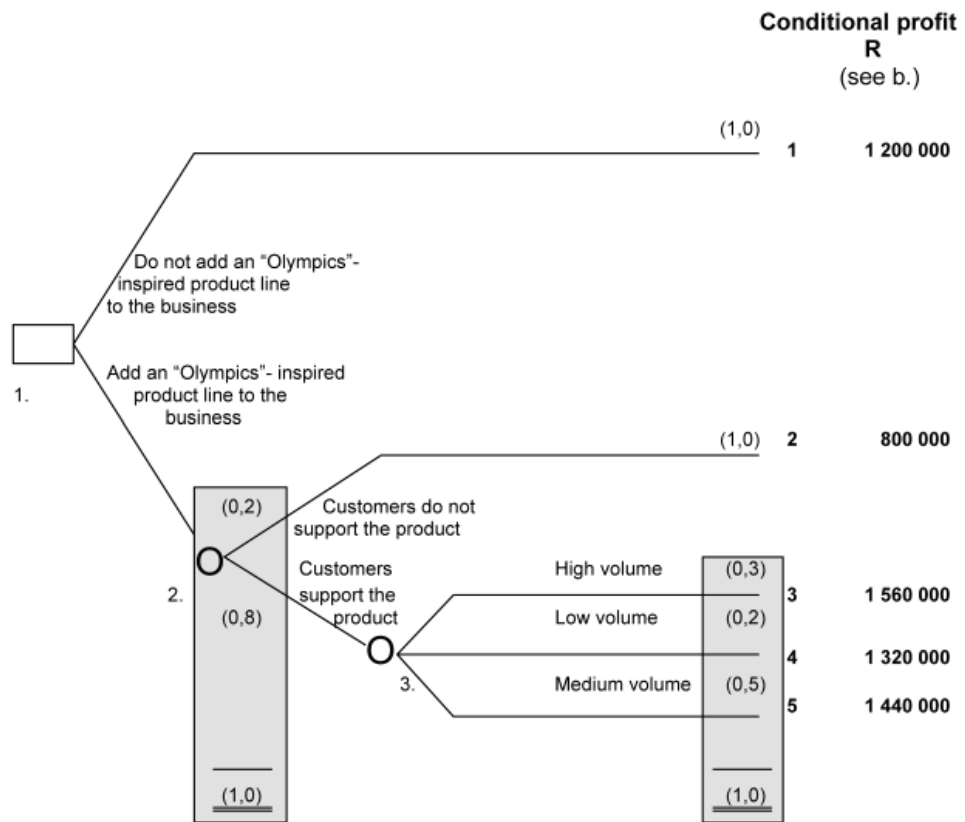 Conditional profit
R
(see b.)
(1,0)
1 1 200 000
Do not add an “Olympics”-
inspired product line
to the business
1.
Add an “Olympics”- inspired
product line to the
business
(1,0)
2 800 000
(0,2)
Customers do not
support the product
O
2.
(0,8)
Customers
support the
product
O
3.
High volume
(0,3)
3 1 560 000
Low volume
(0,2)
4 1 320 000
Medium volume
(0,5)
5 1 440 000
(1,0)
(1,0)